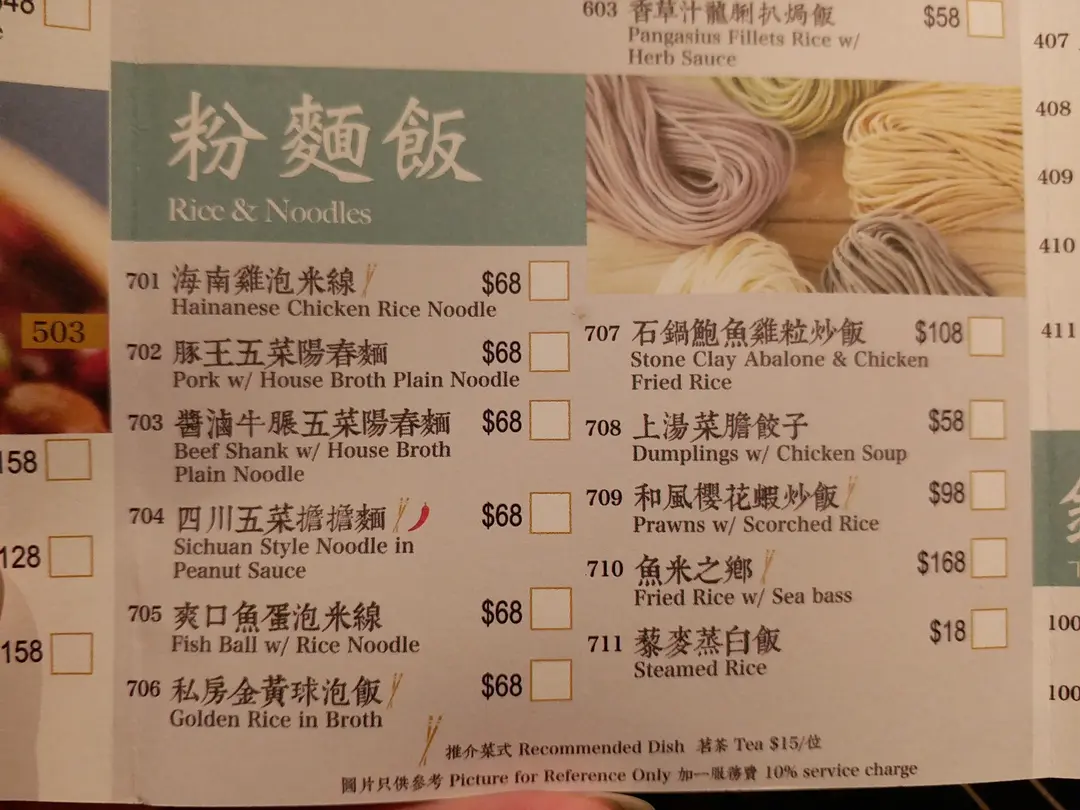 603 香草汁龍脷扒焗飯 $58
Pangasius Fillets Rice w/
Herb Sauce
粉麵飯
Rice & Noodles
701 海南雞泡米線 $68
Hainanese Chicken Rice Noodle
702 豚王五菜陽春麵 $68
Pork w/ House Broth Plain Noodle
703 醬滷牛𦟌五菜陽春麵 $68
Beef Shank w/ House Broth
Plain Noodle
704 四川五菜擔擔麵 $68
Sichuan Style Noodle in
Peanut Sauce
705 爽口魚蛋泡米線 $68
Fish Ball w/ Rice Noodle
706 私房金黃球泡飯 $68
Golden Rice in Broth
707 石鍋鮑魚雞粒炒飯 $108
Stone Clay Abalone & Chicken
Fried Rice
708 上湯菜膽餃子 $58
Dumplings w/ Chicken Soup
709 和風櫻花蝦炒飯 $98
Prawns w/ Scorched Rice
710 魚米之鄉 $168
Fried Rice w/ Sea bass
711 藜麥蒸白飯 $18
Steamed Rice
推介菜式 Recommended Dish 茗茶 Tea $15/位
圖片只供參考 Picture for Reference Only 加一服務費 10% service charge
503
158
128
158
407
408
409
410
411